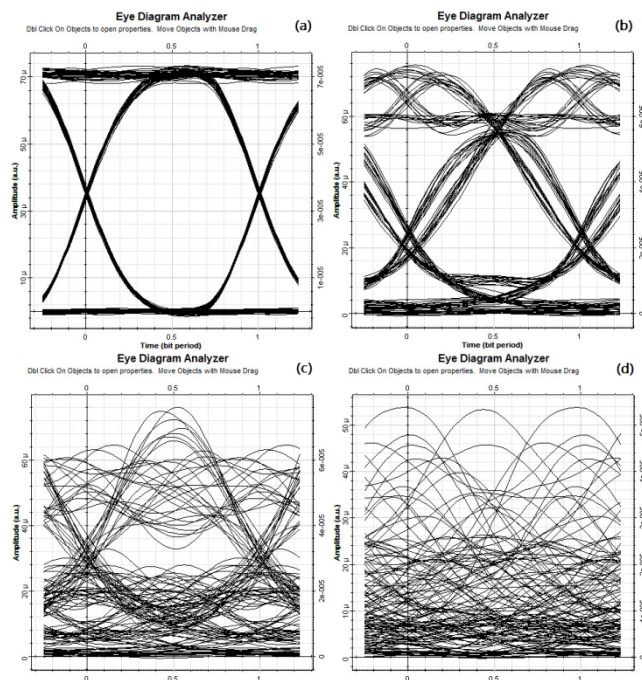 Eye Diagram Analyzer (a)
Dbl Click On Objects to open properties. Move Objects with Mouse Drag
0 0.5 1
Amplitude (a.u.)
70 µ
50 µ
30 µ
10 µ
7e-005
5e-005
3e-005
1e-005
0 0.5 1
Time (bit period)
Eye Diagram Analyzer (b)
Dbl Click On Objects to open properties. Move Objects with Mouse Drag
0 0.5 1
Amplitude (a.u.)
60 µ
40 µ
20 µ
0
0
0 0.5 1
Time (bit period)
Eye Diagram Analyzer (c)
Dbl Click On Objects to open properties. Move Objects with Mouse Drag
0 0.5 1
Amplitude (a.u.)
60 µ
40 µ
20 µ
0
6e-005
4e-005
2e-005
0
Eye Diagram Analyzer (d)
Dbl Click On Objects to open properties. Move Objects with Mouse Drag
0 0.5 1
Amplitude (a.u.)
50 µ
40 µ
30 µ
20 µ
10 µ
0
0